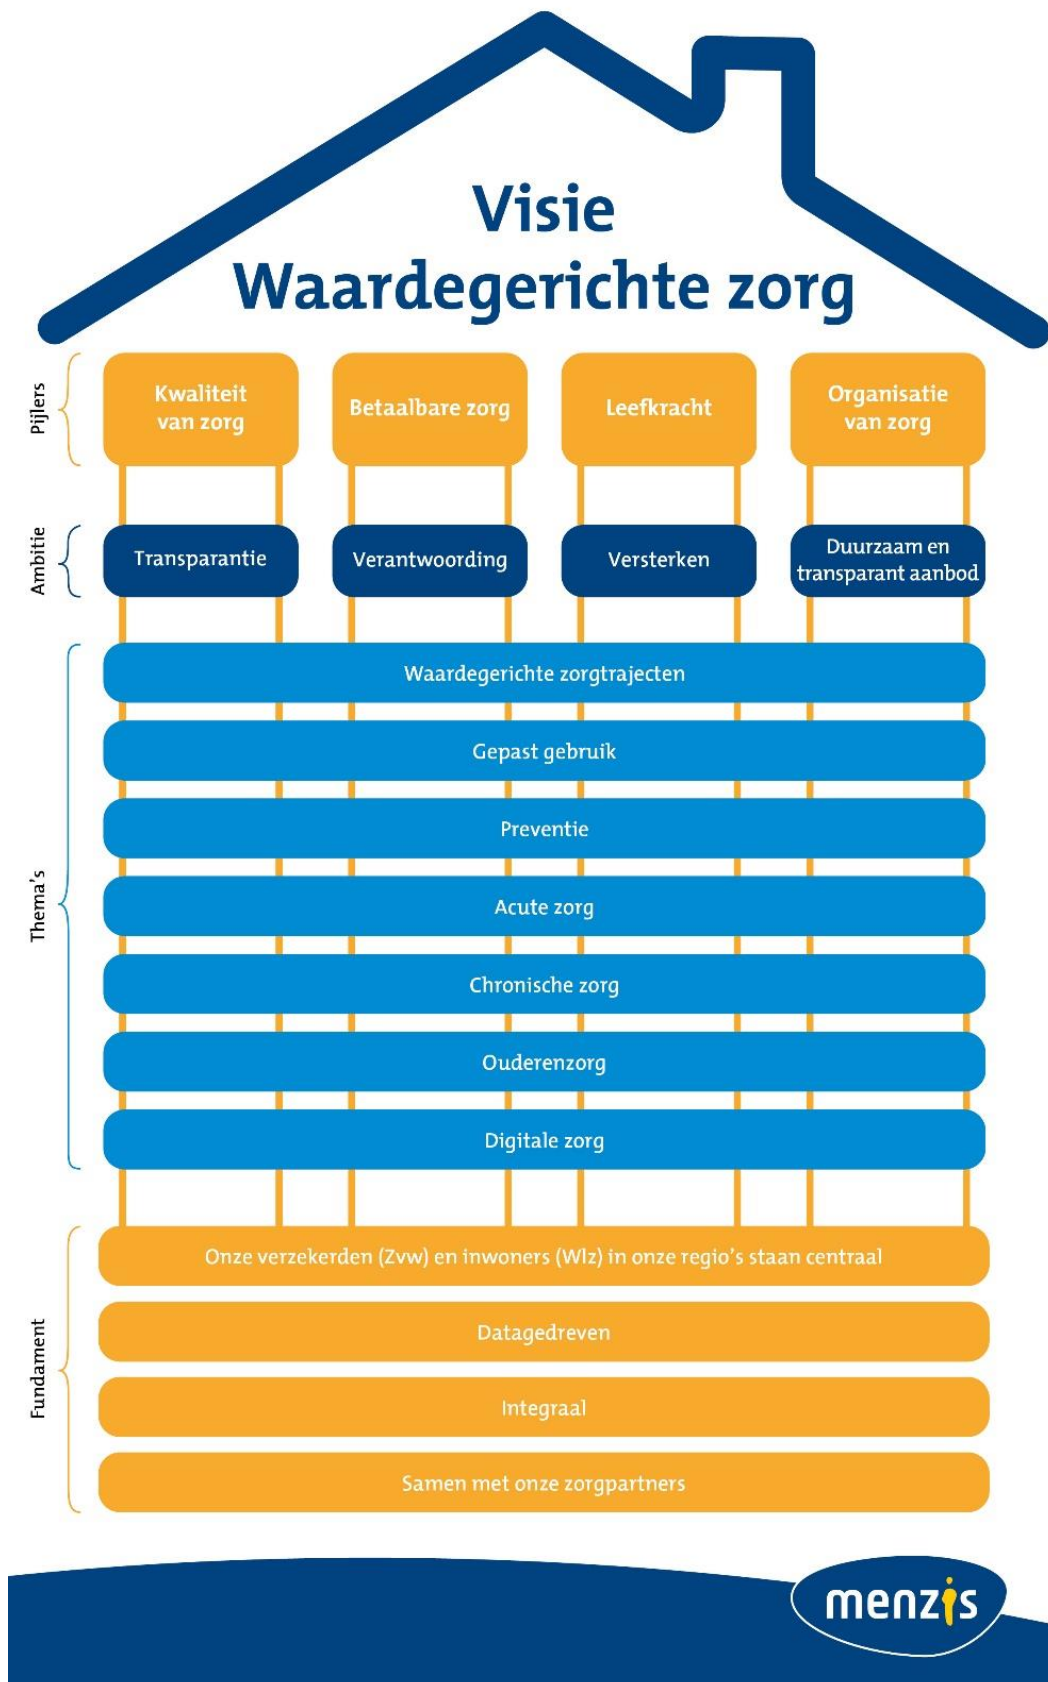 Visie
Waardegerichte zorg
Pijlers
Kwaliteit
van zorg
Betaalbare zorg
Leefkracht
Organisatie
van zorg
Ambitie
Transparantie
Verantwoording
Versterken
Duurzaam en
transparant aanbod
Thema's
Waardegerichte zorgtrajecten
Gepast gebruik
Preventie
Acute zorg
Chronische zorg
Ouderenzorg
Digitale zorg
Fundament
Onze verzekerden (Zvw) en inwoners (Wlz) in onze regio's staan centraal
Datagedreven
Integraal
Samen met onze zorgpartners
menzis